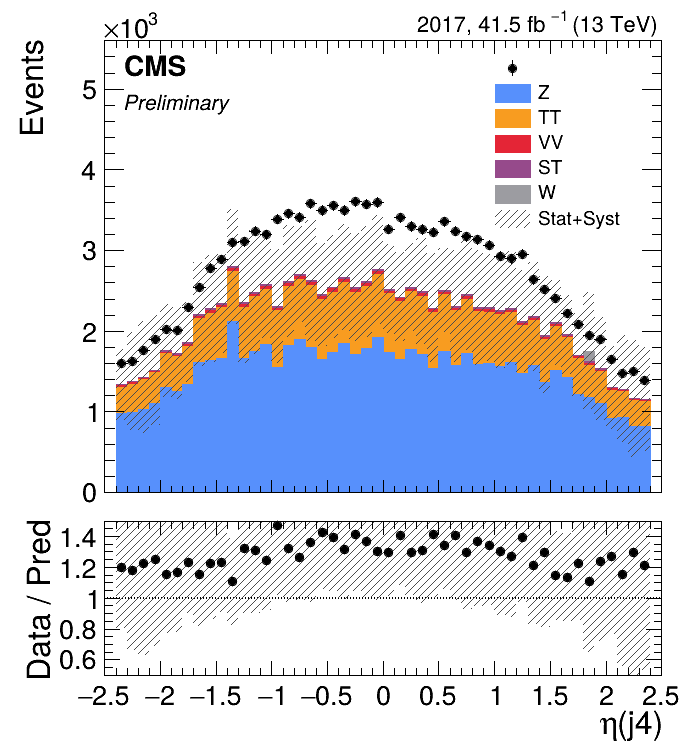 ×10³
2017, 41.5 fb⁻¹ (13 TeV)
Events
CMS
Preliminary
Z
TT
VV
ST
W
Stat+Syst
5
4
3
2
1
0
Data / Pred
1.4
1.2
1
0.8
0.6
−2.5 −2 −1.5 −1 −0.5 0 0.5 1 1.5 2 2.5
η(j4)